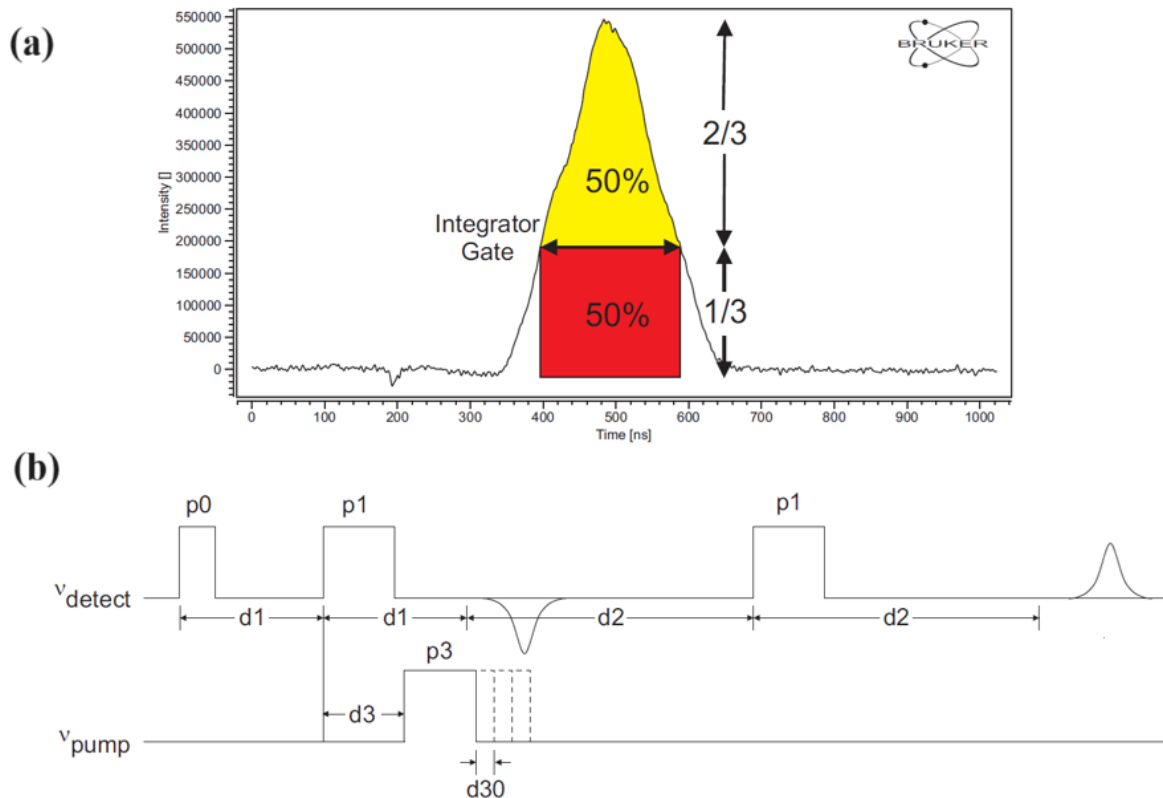 (a)
BRUKER
550000
500000
450000
400000
350000
300000
250000
200000
150000
100000
50000
0
Intensity []
2/3
50%
Integrator
Gate
50%
1/3
0 100 200 300 400 500 600 700 800 900 1000
Time [ns]
(b)
p0 p1 p1
νdetect
d1 d1 d2 d2
p3
d3
νpump
d30